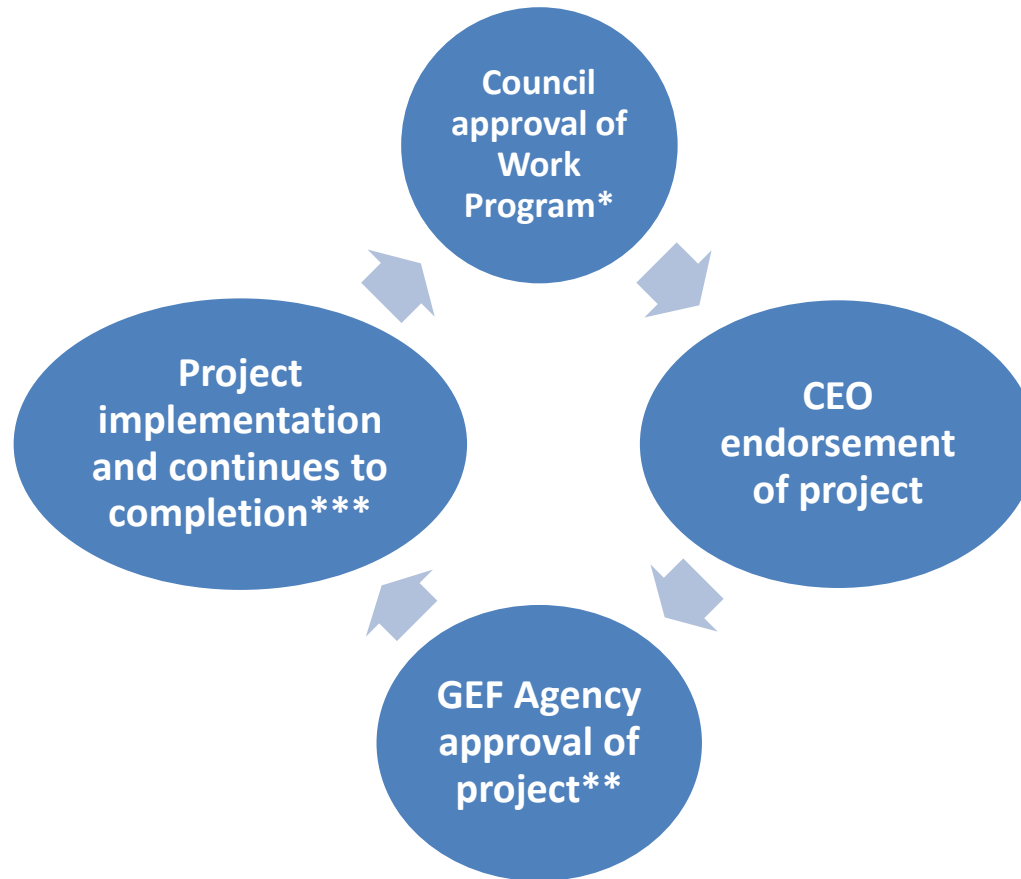 Council
approval of
Work
Program*
CEO
endorsement
of project
GEF Agency
approval of
project**
Project
implementation
and continues to
completion***